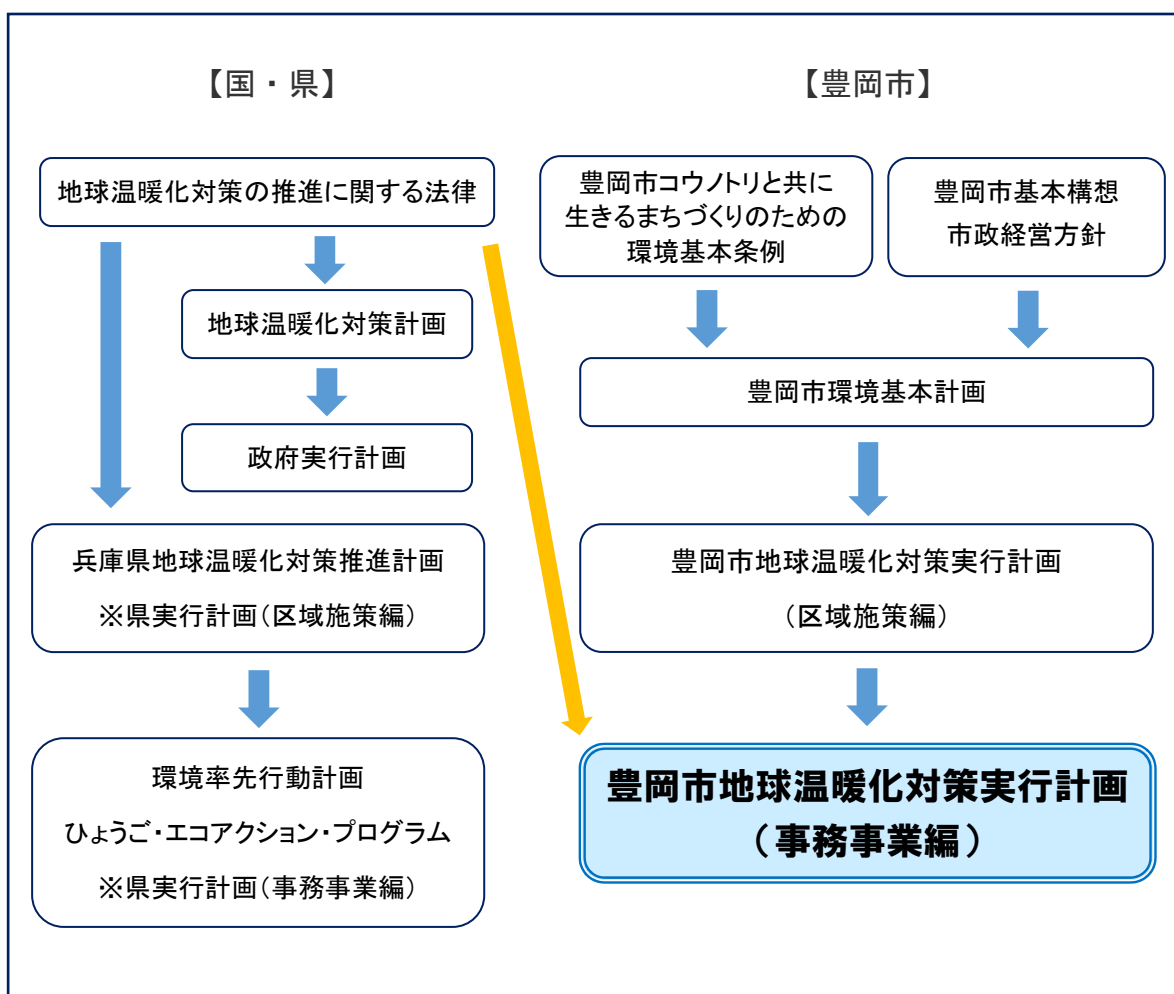 【国・県】
【豊岡市】
地球温暖化対策の推進に関する法律
地球温暖化対策計画
政府実行計画
兵庫県地球温暖化対策推進計画
※県実行計画(区域施策編)
環境率先行動計画
ひょうご・エコアクション・プログラム
※県実行計画(事務事業編)
豊岡市コウノトリと共に
生きるまちづくりのための
環境基本条例
豊岡市基本構想
市政経営方針
豊岡市環境基本計画
豊岡市地球温暖化対策実行計画
(区域施策編)
豊岡市地球温暖化対策実行計画
(事務事業編)